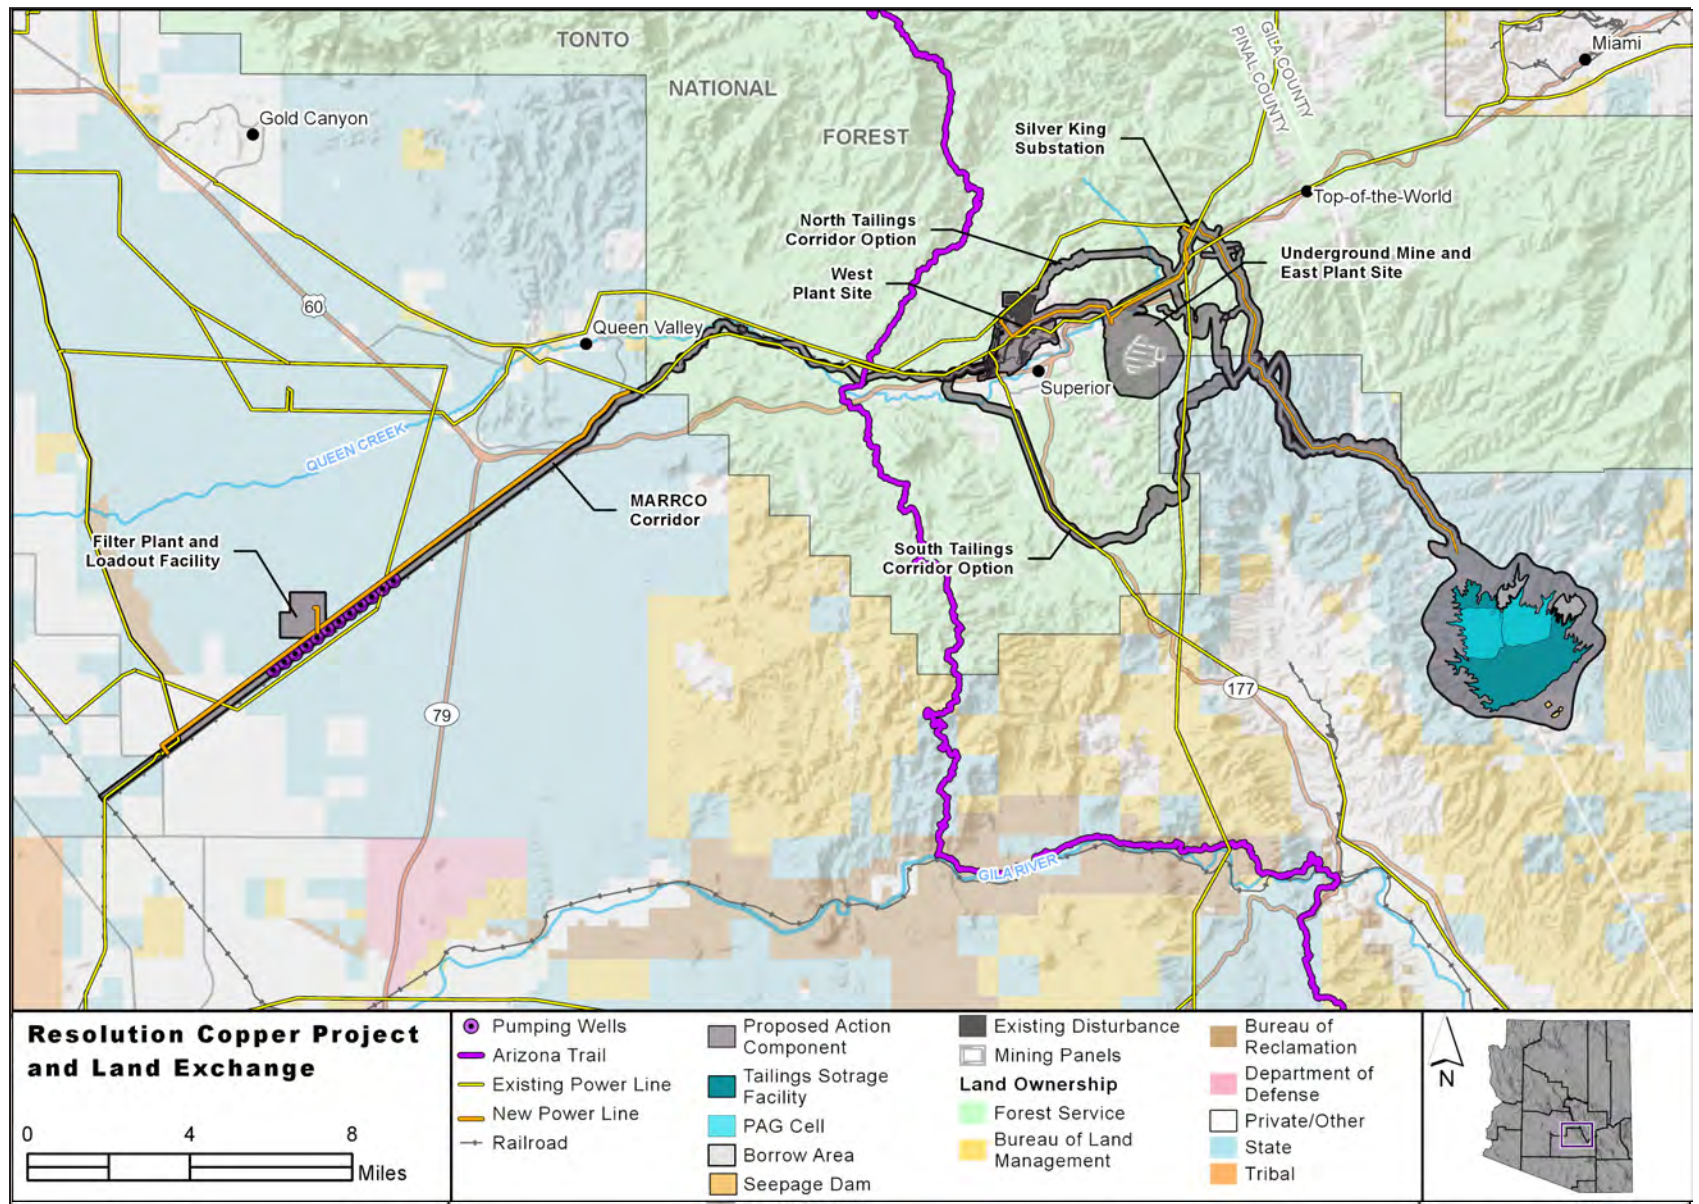 TONTO
NATIONAL
FOREST
GILA COUNTY
PINAL COUNTY
Miami
Gold Canyon
Silver King
Substation
Top-of-the-World
North Tailings
Corridor Option
Underground Mine and
East Plant Site
West
Plant Site
60
Queen Valley
Superior
QUEEN CREEK
MARRCO
Corridor
Filter Plant and
Loadout Facility
South Tailings
Corridor Option
177
79
GILA RIVER
Resolution Copper Project
and Land Exchange
0 4 8
Miles
Pumping Wells
Arizona Trail
Existing Power Line
New Power Line
Railroad
Proposed Action
Component
Tailings Sotrage
Facility
PAG Cell
Borrow Area
Seepage Dam
Existing Disturbance
Mining Panels
Land Ownership
Forest Service
Bureau of Land
Management
Bureau of
Reclamation
Department of
Defense
Private/Other
State
Tribal
N